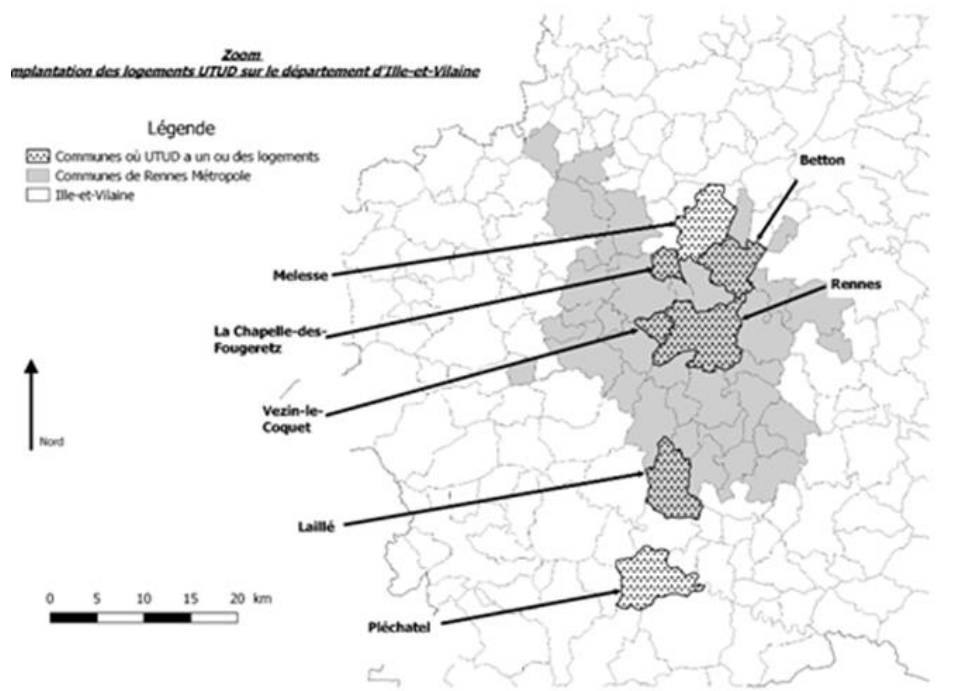 Zoom
mplantation des logements UTUD sur le département d'Ille-et-Vilaine
Légende
Communes où UTUD a un ou des logements
Communes de Rennes Métropole
Ille-et-Vilaine
Betton
Melesse
Rennes
La Chapelle-des-
Fougeretz
Vezin-le-
Coquet
Nord
Laillé
0 5 10 15 20 km
Pléchatel